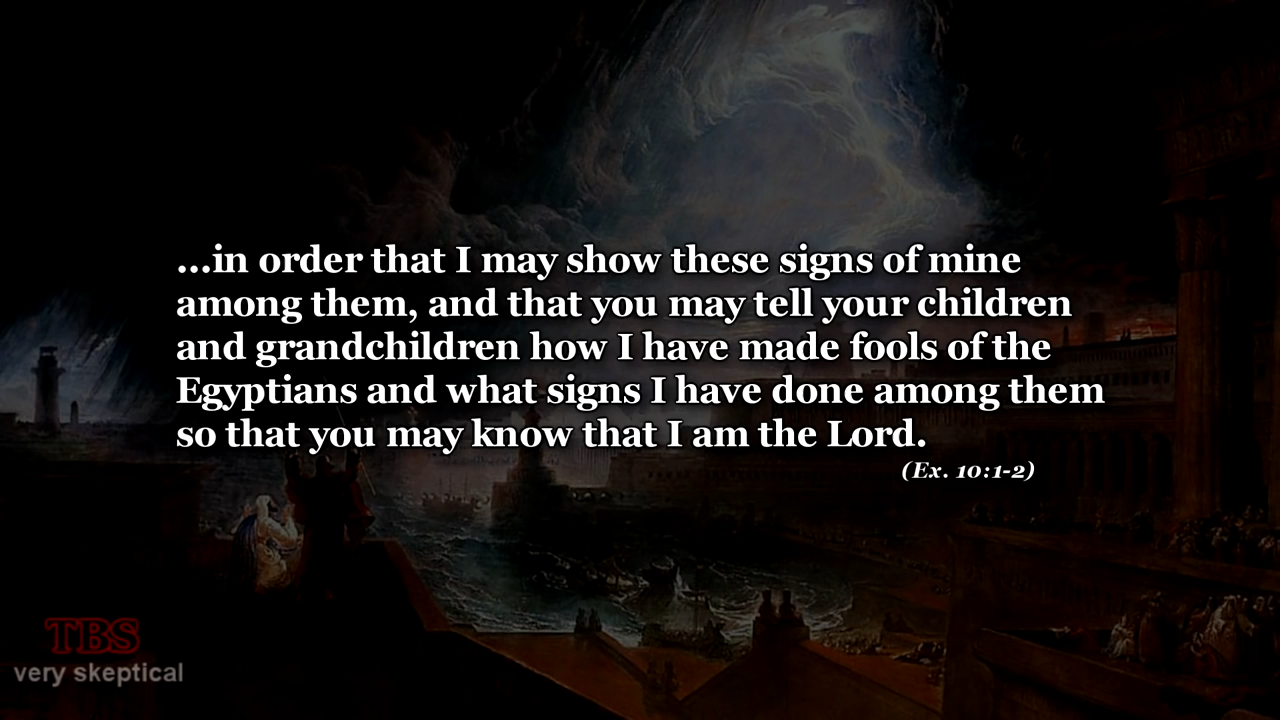 ...in order that I may show these signs of mine
among them, and that you may tell your children
and grandchildren how I have made fools of the
Egyptians and what signs I have done among them
so that you may know that I am the Lord.
(Ex. 10:1-2)
TBS
very skeptical